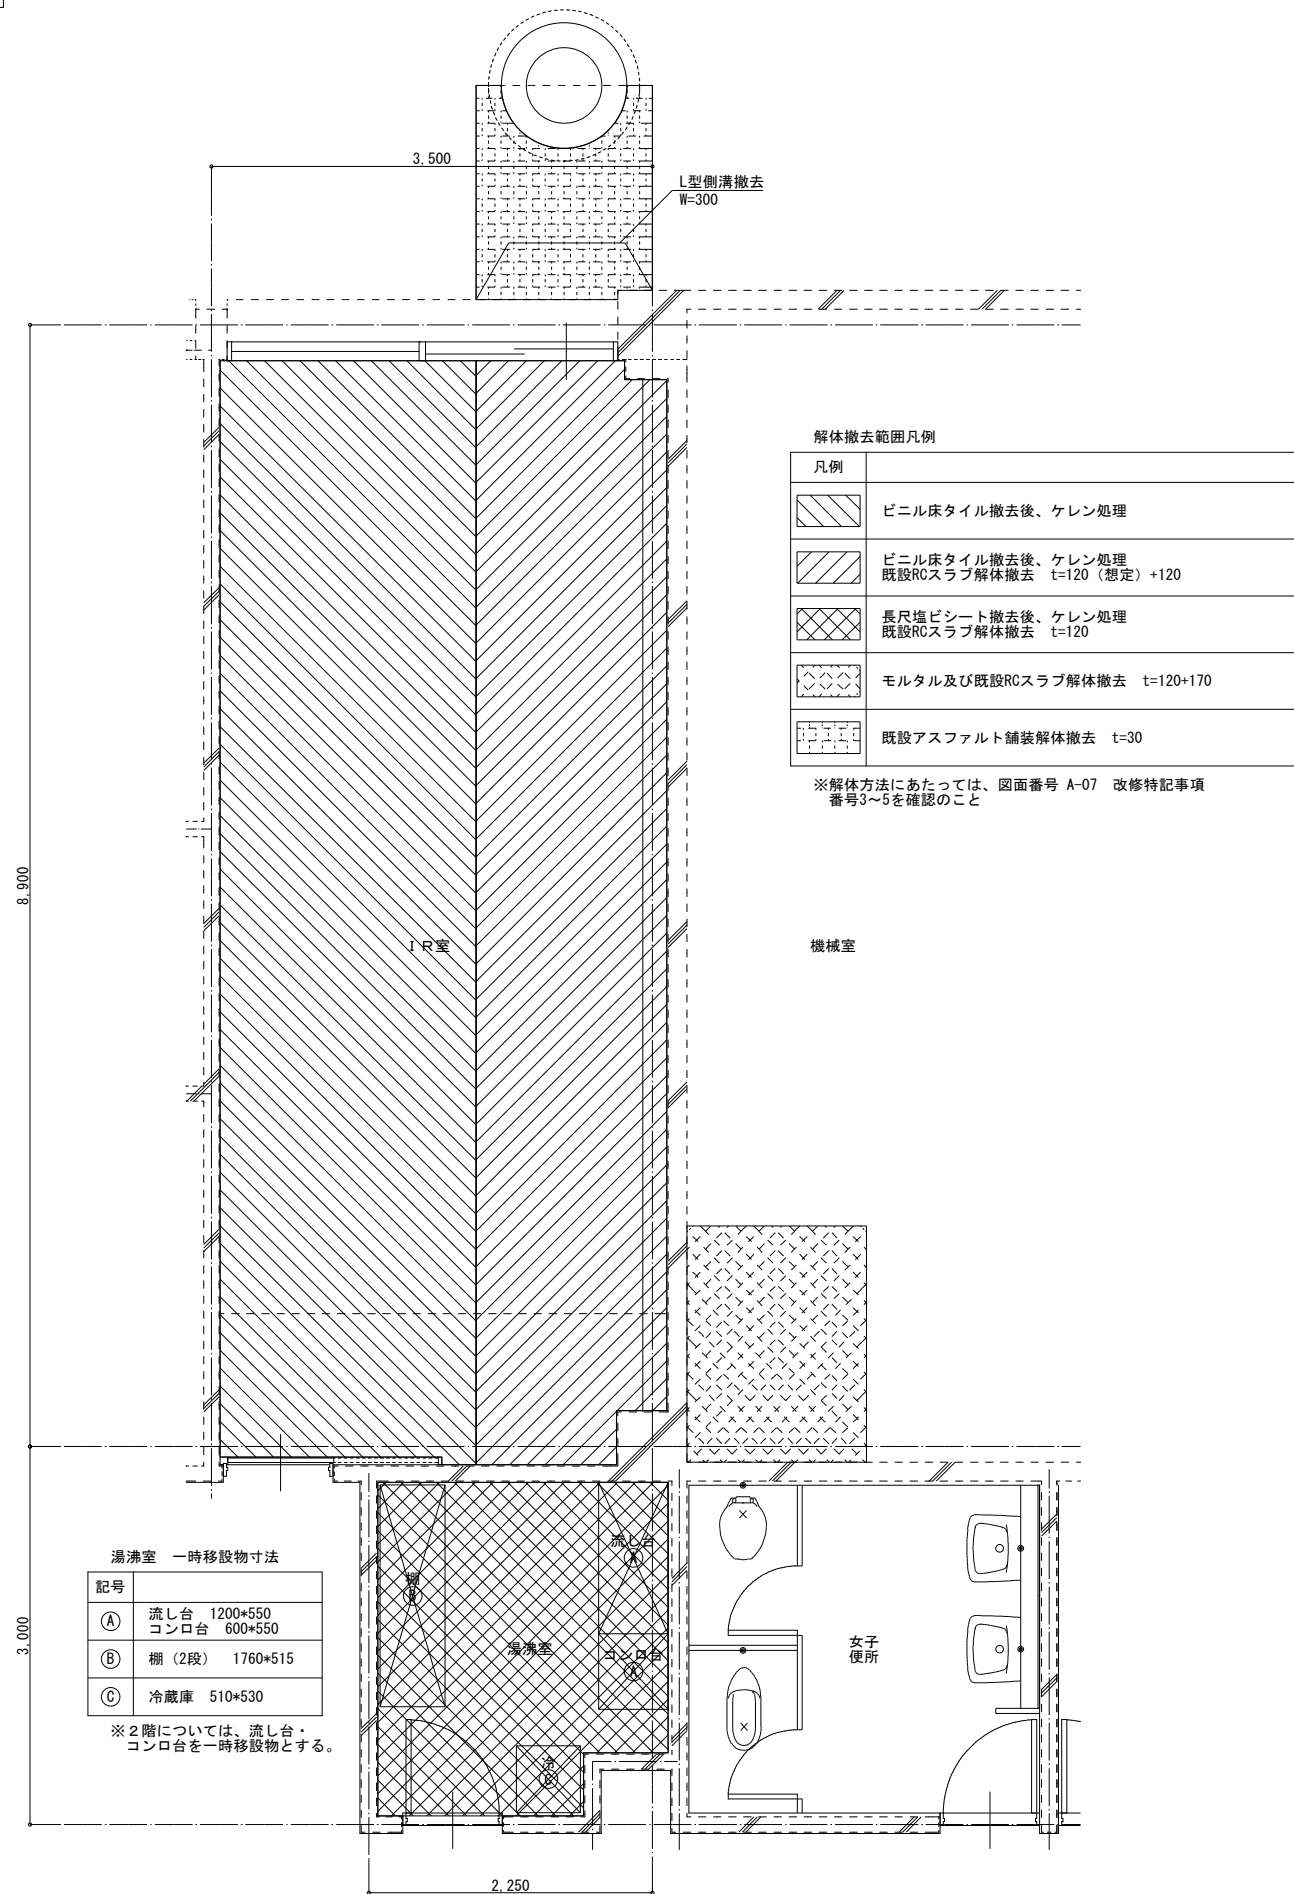 3,500
L型側溝撤去
W=300
解体撤去範囲凡例
凡例
ビニル床タイル撤去後、ケレン処理
ビニル床タイル撤去後、ケレン処理
既設RCスラブ解体撤去 t=120（想定）+120
長尺塩ビシート撤去後、ケレン処理
既設RCスラブ解体撤去 t=120
モルタル及び既設RCスラブ解体撤去 t=120+170
既設アスファルト舗装解体撤去 t=30
※解体方法にあたっては、図面番号 A-07 改修特記事項
番号3～5を確認のこと
8,900
ＩＲ室
機械室
湯沸室 一時移設物寸法
記号
Ⓐ 流し台 1200*550
コンロ台 600*550
Ⓑ 棚（2段） 1760*515
Ⓒ 冷蔵庫 510*530
※２階については、流し台・
コンロ台を一時移設物とする。
3,000
流し台
Ⓐ
棚
Ⓑ
湯沸室
コンロ台
Ⓐ
冷
Ⓒ
女子
便所
2,250